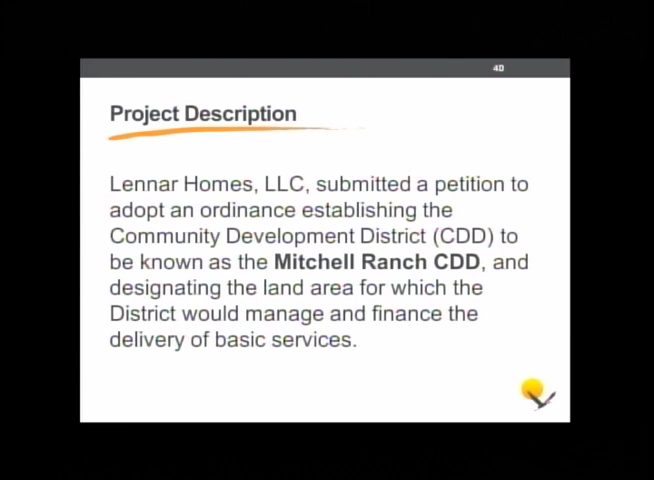 40
Project Description
Lennar Homes, LLC, submitted a petition to
adopt an ordinance establishing the
Community Development District (CDD) to
be known as the Mitchell Ranch CDD, and
designating the land area for which the
District would manage and finance the
delivery of basic services.